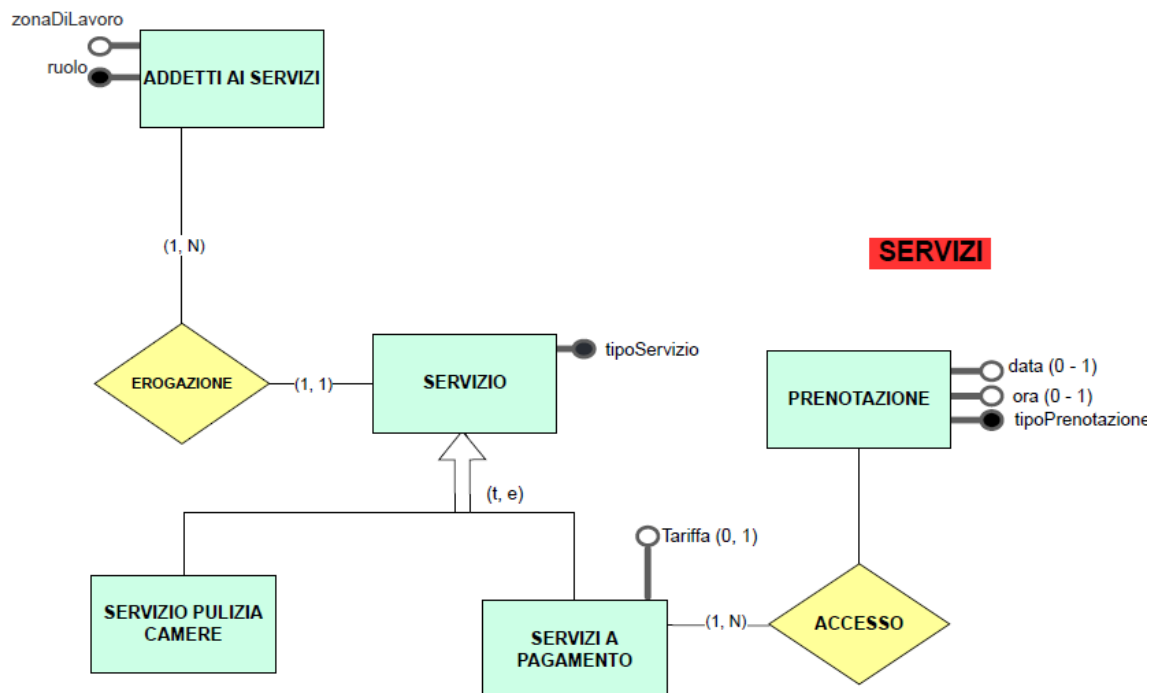 zonaDiLavoro
ruolo
ADDETTI AI SERVIZI
(1, N)
SERVIZI
EROGAZIONE
(1, 1)
SERVIZIO
tipoServizio
PRENOTAZIONE
data (0 - 1)
ora (0 - 1)
tipoPrenotazione
(t, e)
Tariffa (0, 1)
SERVIZIO PULIZIA
CAMERE
SERVIZI A
PAGAMENTO
(1, N)
ACCESSO